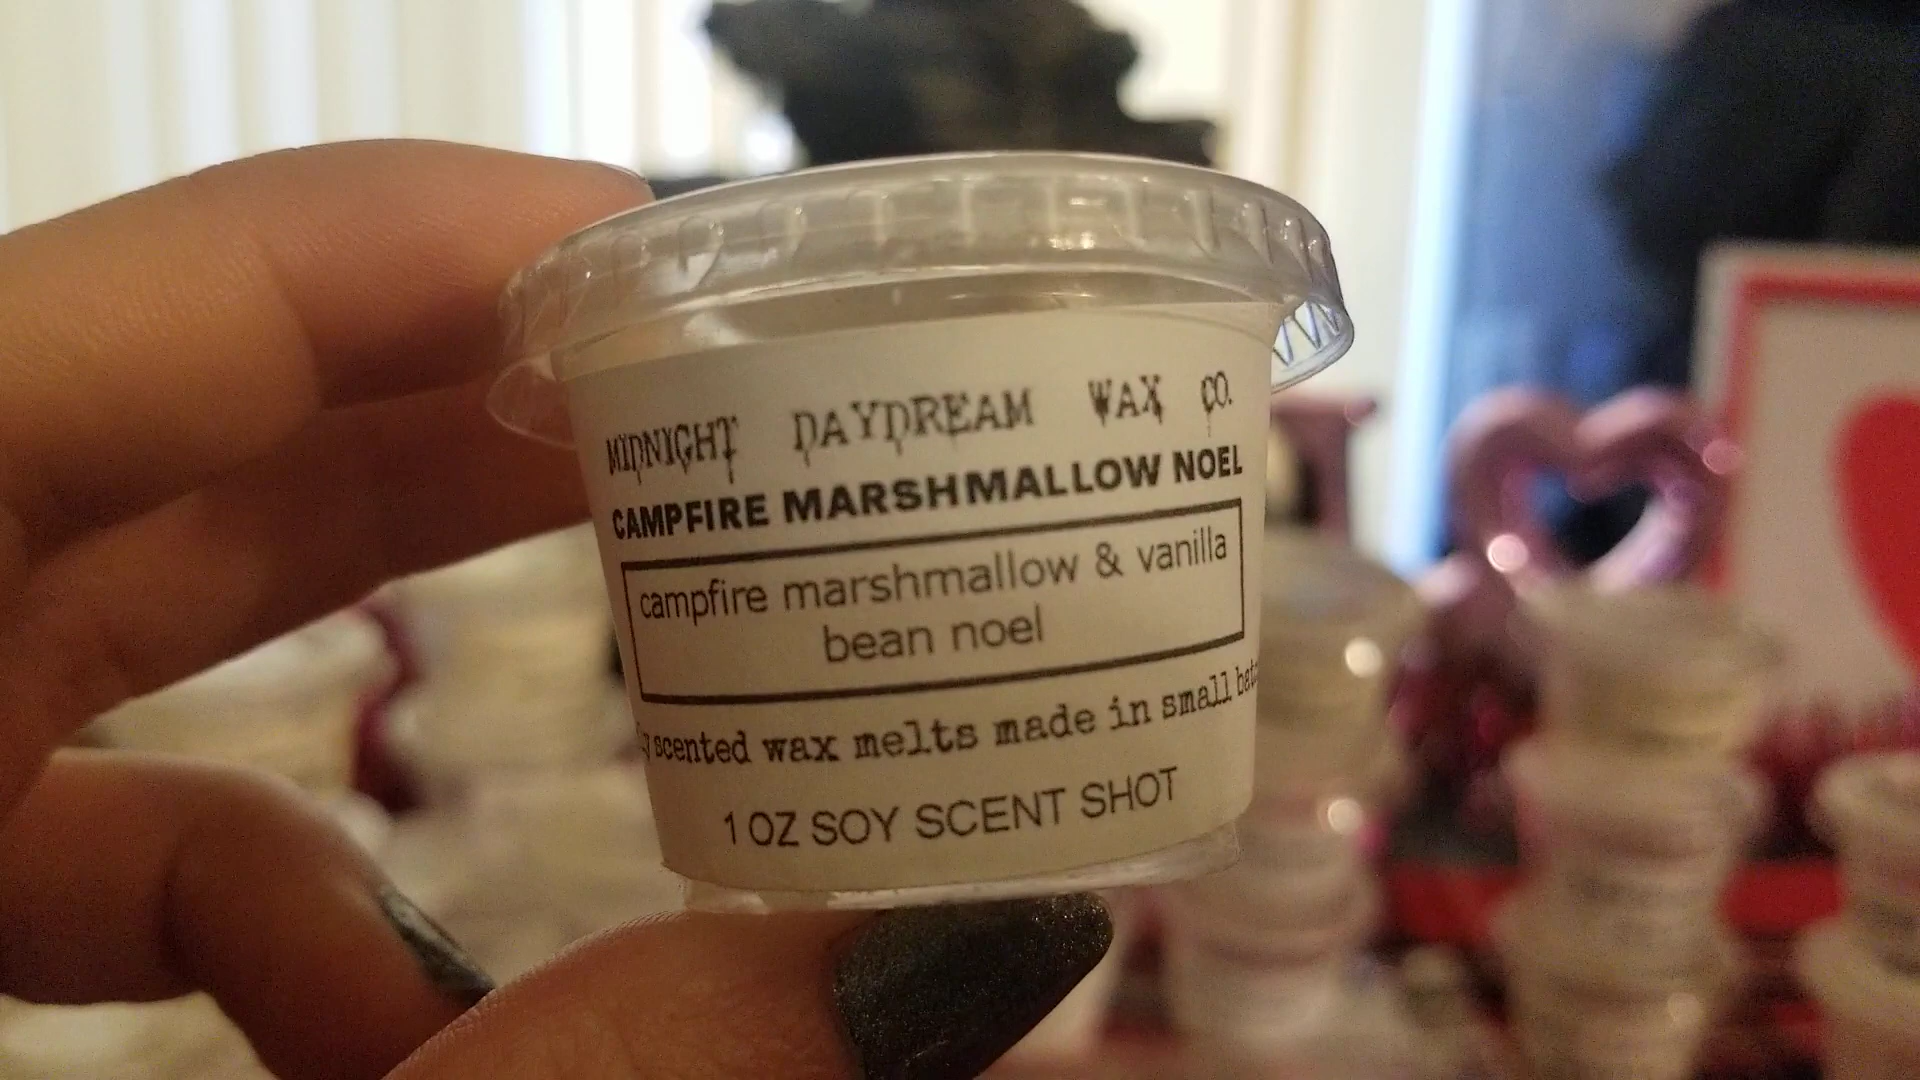 MIDNIGHT DAYDREAM WAX CO.
CAMPFIRE MARSHMALLOW NOEL
campfire marshmallow & vanilla
bean noel
scented wax melts made in small
1 OZ SOY SCENT SHOT